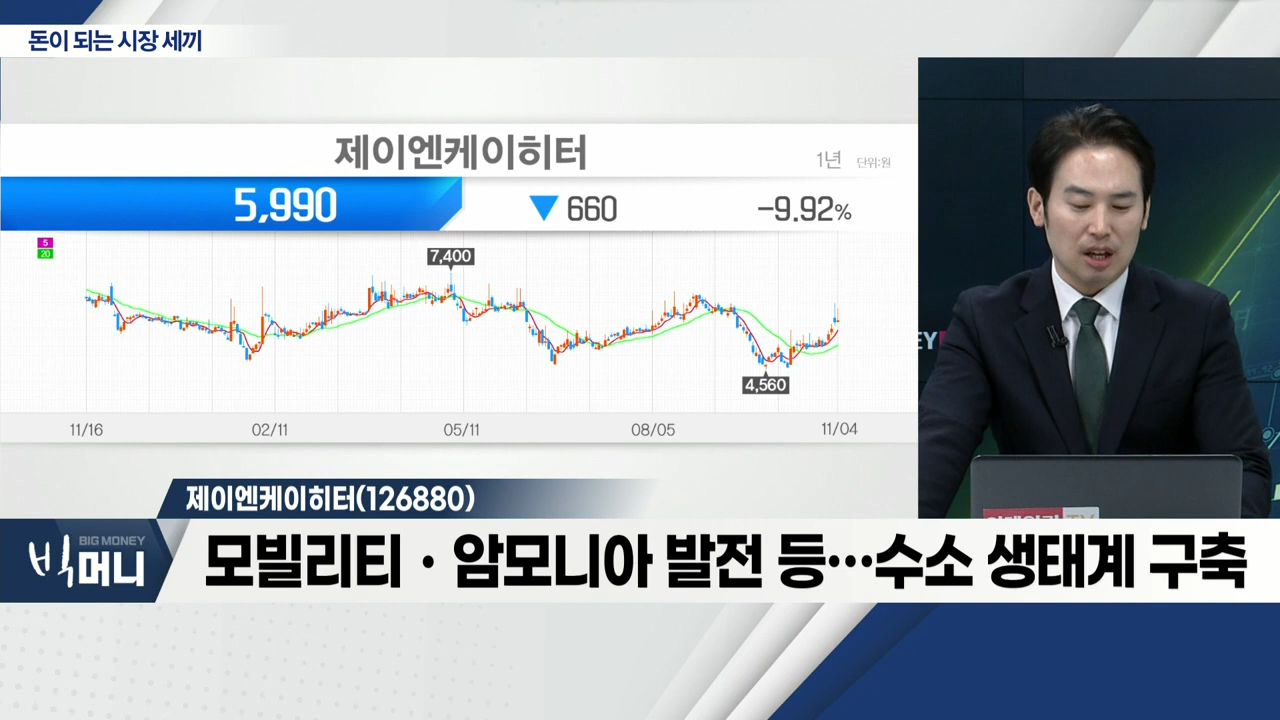 돈이 되는 시장 세끼
제이엔케이히터
1년 단위:원
5,990 ▼ 660 -9.92%
5
20
7,400
4,560
11/16 02/11 05/11 08/05 11/04
EY
제이엔케이히터(126880)
BIG MONEY
빅머니
모빌리티·암모니아 발전 등…수소 생태계 구축